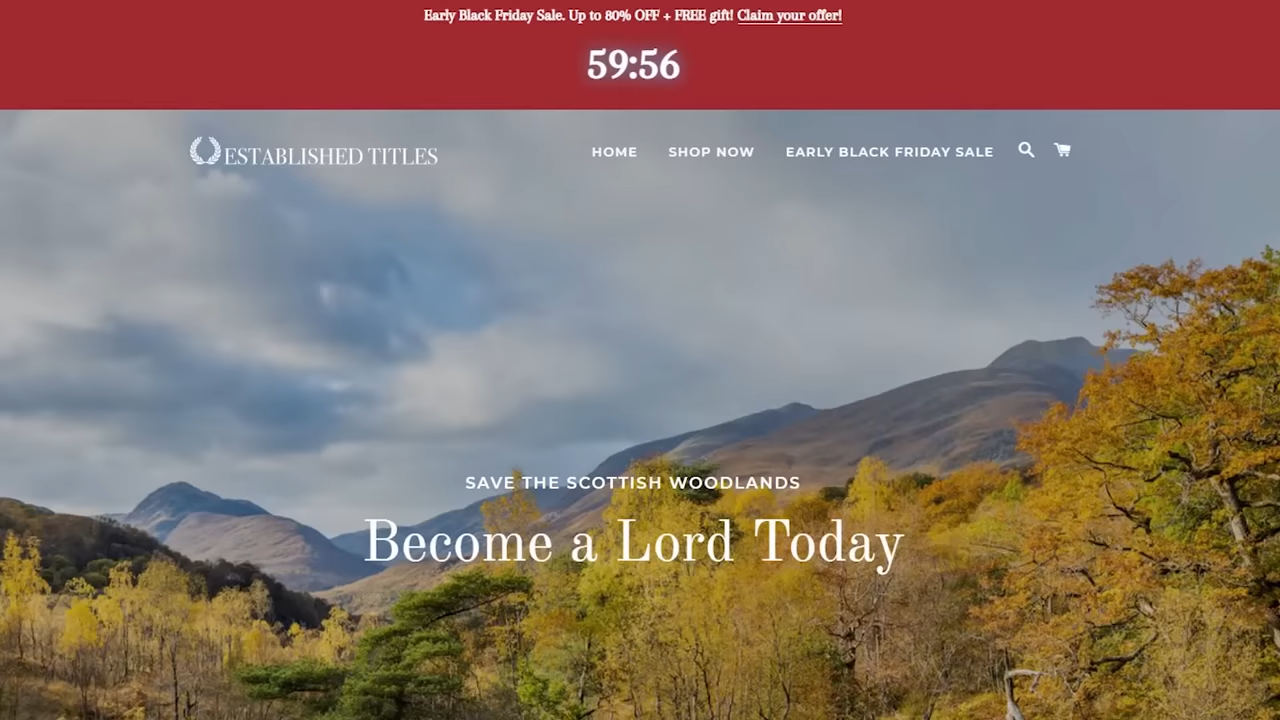 Early Black Friday Sale. Up to 80% OFF + FREE gift! Claim your offer!
59:56
ESTABLISHED TITLES
HOME
SHOP NOW
EARLY BLACK FRIDAY SALE
SAVE THE SCOTTISH WOODLANDS
Become a Lord Today